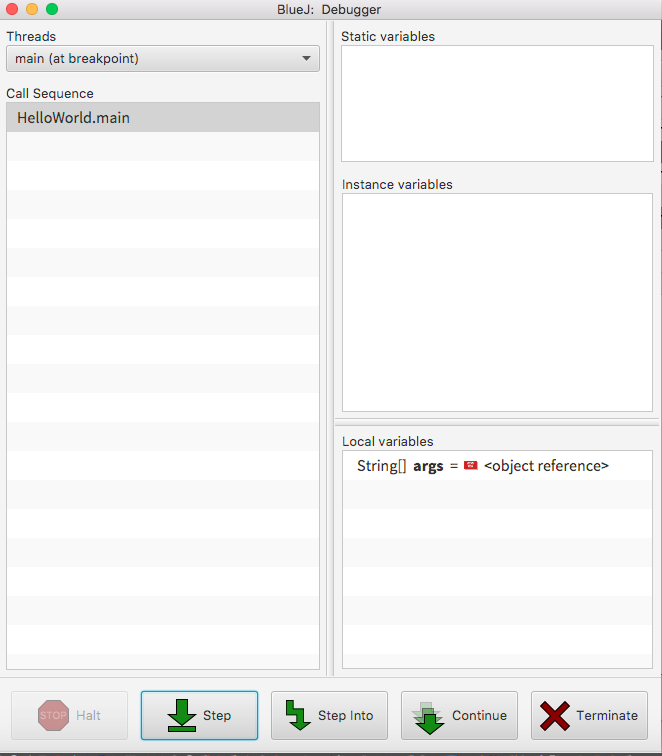 BlueJ: Debugger
Threads
main (at breakpoint)
Call Sequence
HelloWorld.main
Static variables
Instance variables
Local variables
String[] args = <object reference>
STOP Halt
Step
Step Into
Continue
Terminate